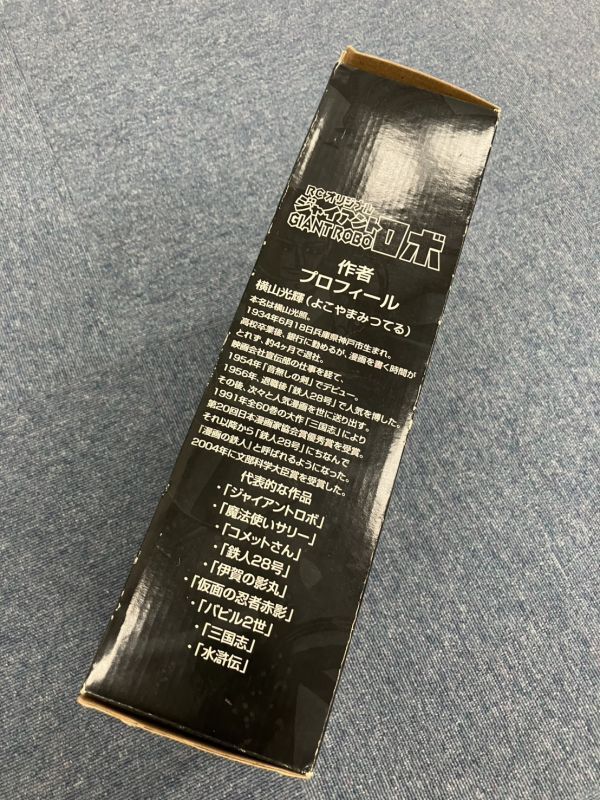 RCオリジナル
ジャイアントロボ
GIANT ROBO
作者
プロフィール
横山光輝(よこやまみつてる)
本名は横山光照。
1934年6月18日兵庫県神戸市生まれ。
高校卒業後、銀行に勤めるが、漫画を書く時間が
とれず、約4ヶ月で退社。
映画会社宣伝部の仕事を経て、
1954年「音無しの剣」でデビュー。
1956年、退職後「鉄人28号」で人気を博した。
その後、次々と人気漫画を世に送り出す。
1991年全60巻の大作「三国志」により
第20回日本漫画家協会賞優秀賞を受賞。
それ以降から「鉄人28号」にちなんで
「漫画の鉄人」と呼ばれるようになった。
2004年に文部科学大臣賞を受賞した。
代表的な作品
・「ジャイアントロボ」
・「魔法使いサリー」
・「コメットさん」
・「鉄人28号」
・「伊賀の影丸」
・「仮面の忍者赤影」
・「バビル2世」
・「三国志」
・「水滸伝」